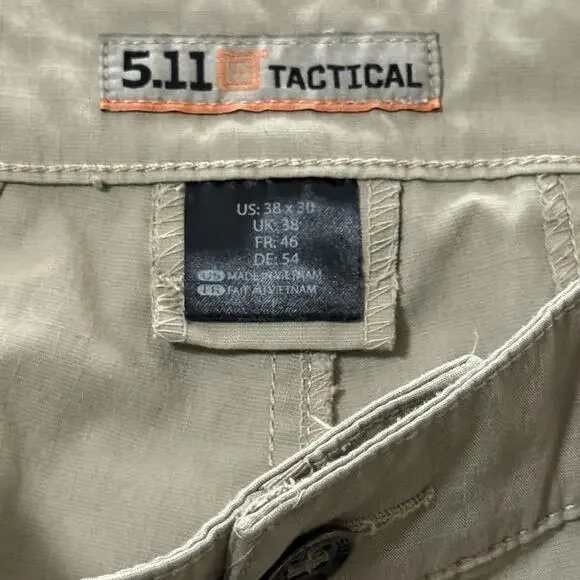 5.11 TACTICAL
US: 38 x 30
UK: 38
FR: 46
DE: 54
US MADE IN VIETNAM
FR FAIT AU VIETNAM